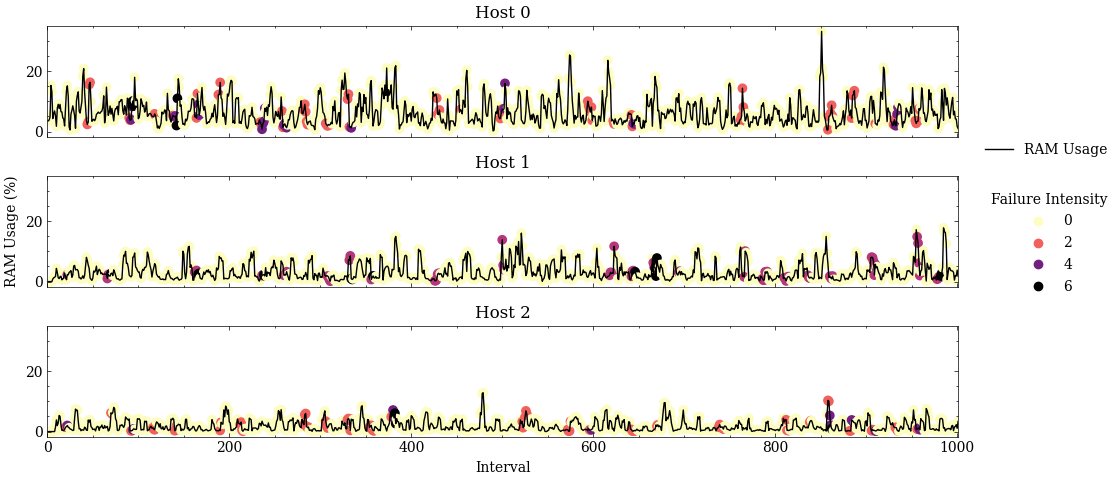 Host 0
20
0
Host 1
RAM Usage (%)
20
0
Host 2
20
0
0
200
400
600
800
1000
Interval
RAM Usage
Failure Intensity
0
2
4
6